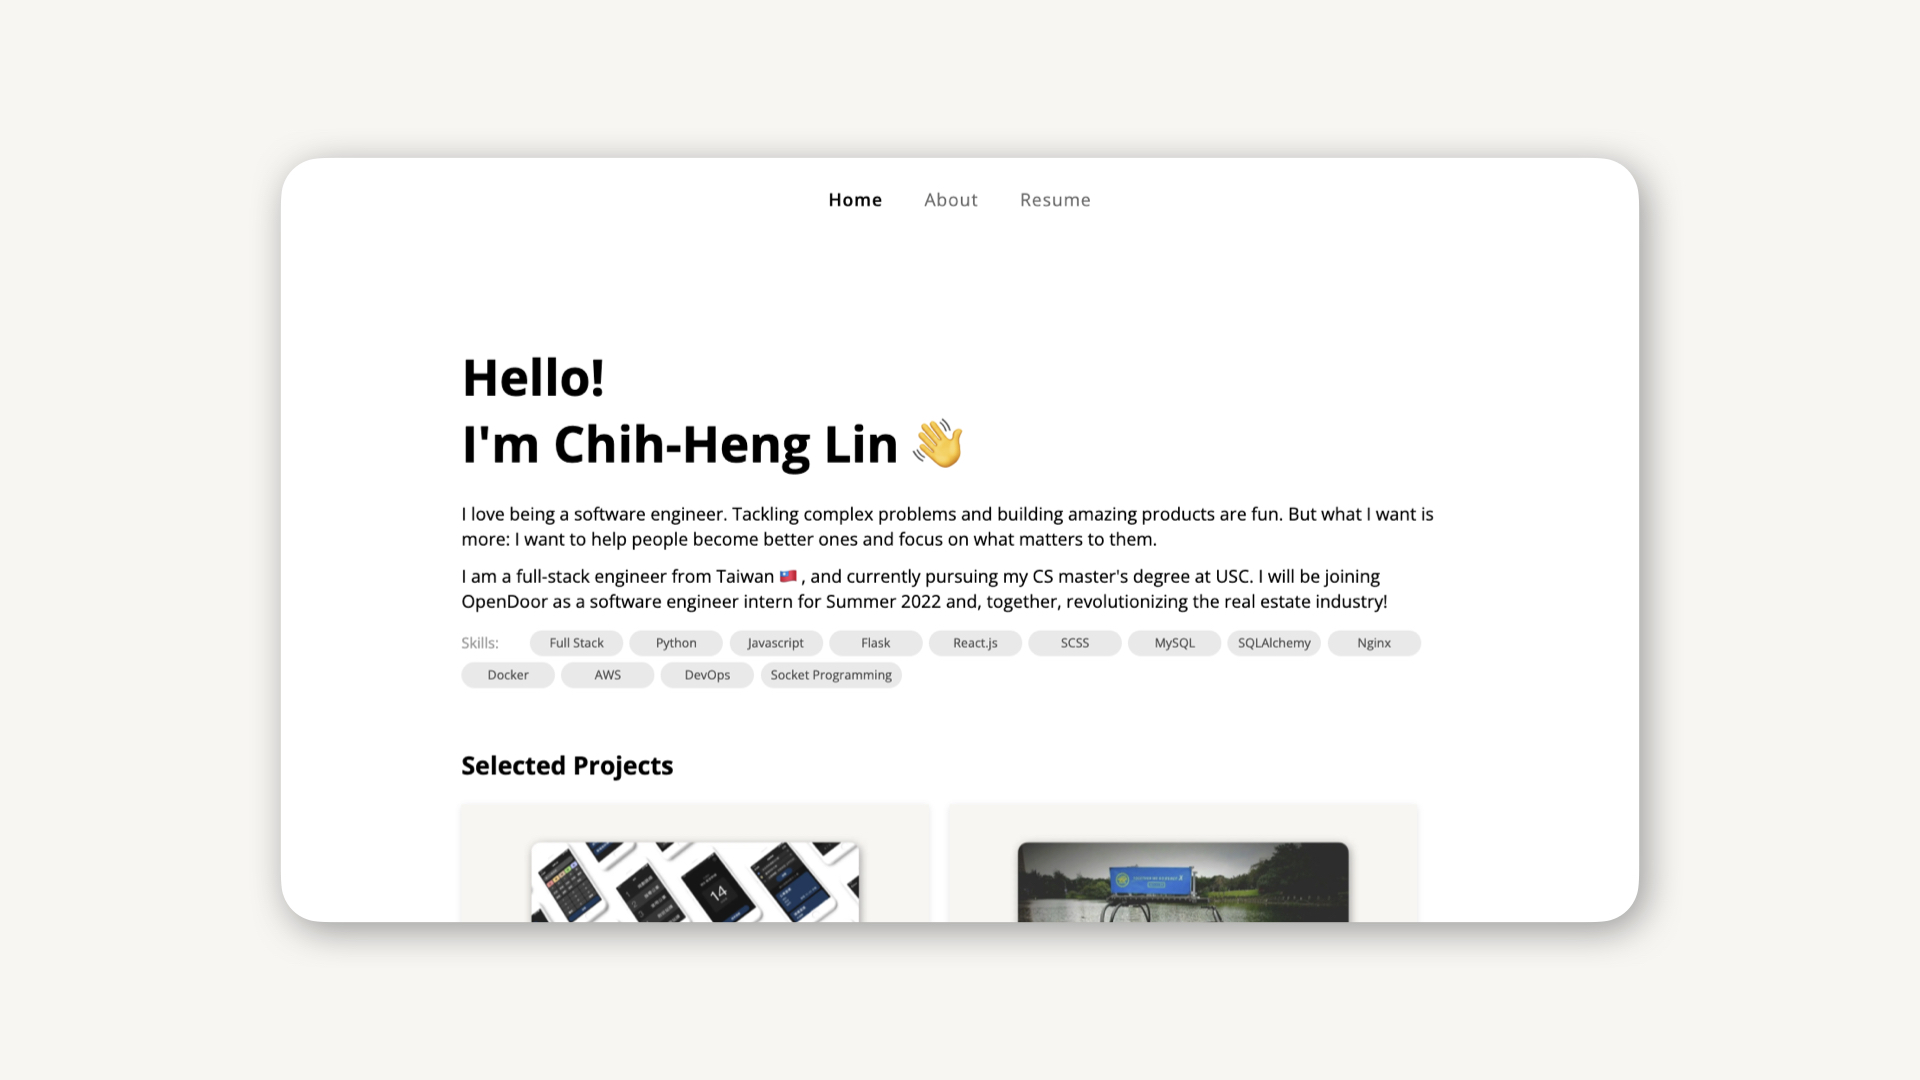 Home About Resume
Hello!
I'm Chih-Heng Lin 👋
I love being a software engineer. Tackling complex problems and building amazing products are fun. But what I want is
more: I want to help people become better ones and focus on what matters to them.
I am a full-stack engineer from Taiwan 🇹🇼 , and currently pursuing my CS master's degree at USC. I will be joining
OpenDoor as a software engineer intern for Summer 2022 and, together, revolutionizing the real estate industry!
Skills: Full Stack Python Javascript Flask React.js SCSS MySQL SQLAlchemy Nginx
Docker AWS DevOps Socket Programming
Selected Projects
14